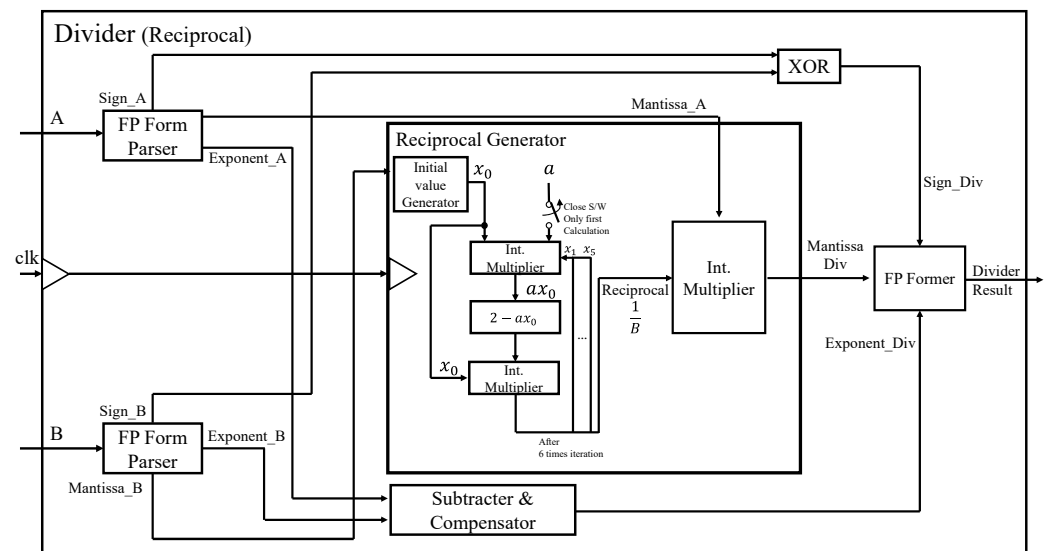 Divider (Reciprocal)
XOR
Sign_A
Mantissa_A
A
FP Form
Parser
Exponent_A
Reciprocal Generator
Initial
value
Generator
x₀
a
Close S/W
Only first
Calculation
Sign_Div
clk
Int.
Multiplier
x₁ x₅
ax₀
2 − ax₀
...
Reciprocal
1
B
Int.
Multiplier
Mantissa
Div
FP Former
Divider
Result
x₀
Int.
Multiplier
Exponent_Div
Sign_B
After
6 times iteration
B
FP Form
Parser
Exponent_B
Mantissa_B
Subtracter &
Compensator